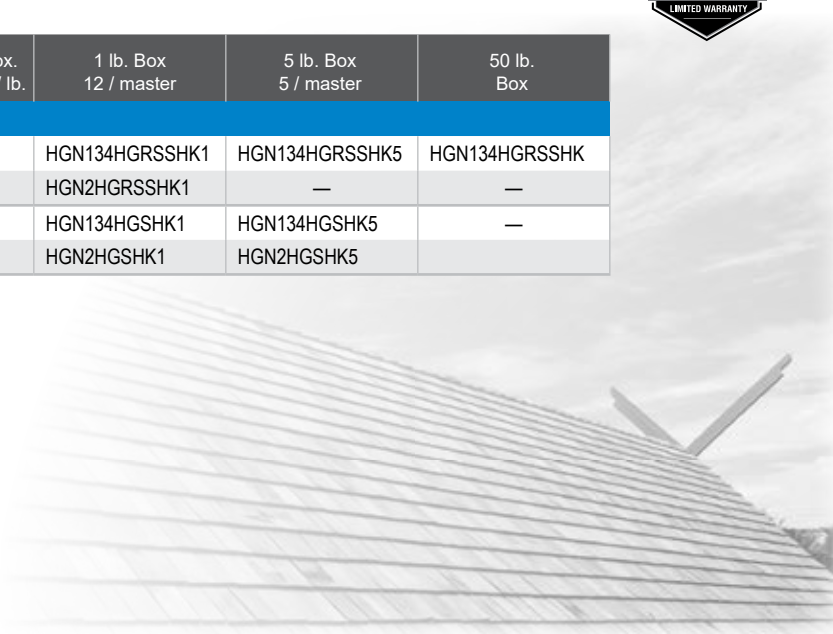 LIMITED WARRANTY
1 lb. Box 5 lb. Box 50 lb.
/ lb. 12 / master 5 / master Box
HGN134HGRSSHK1 HGN134HGRSSHK5 HGN134HGRSSHK
HGN2HGRSSHK1 — —
HGN134HGSHK1 HGN134HGSHK5 —
HGN2HGSHK1 HGN2HGSHK5